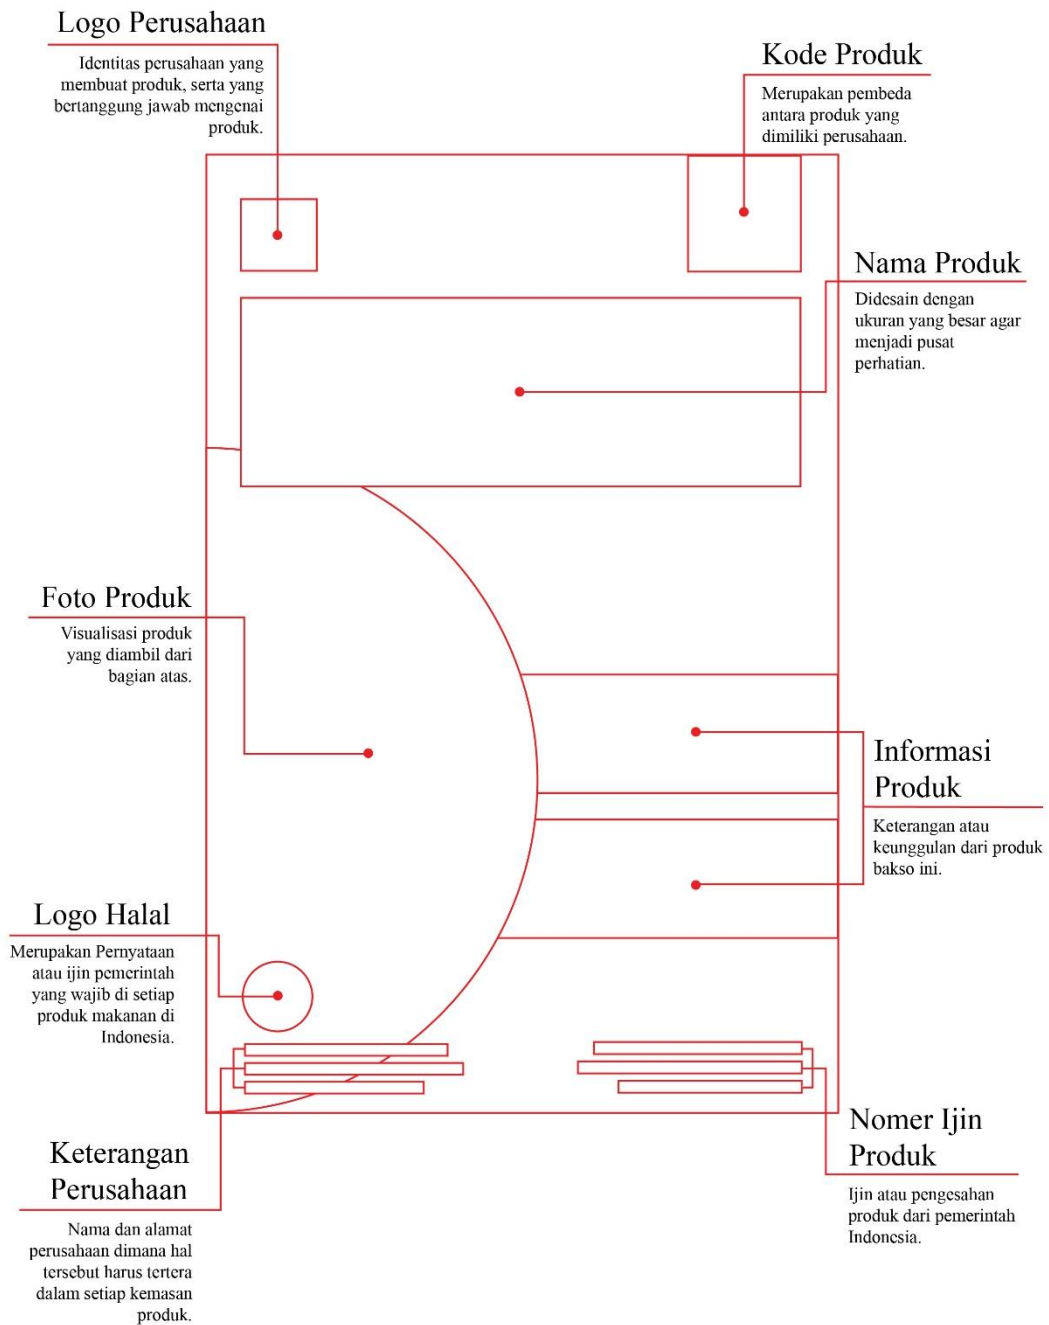 Logo Perusahaan
Identitas perusahaan yang
membuat produk, serta yang
bertanggung jawab mengenai
produk.
Kode Produk
Merupakan pembeda
antara produk yang
dimiliki perusahaan.
Nama Produk
Didesain dengan
ukuran yang besar agar
menjadi pusat
perhatian.
Foto Produk
Visualisasi produk
yang diambil dari
bagian atas.
Informasi
Produk
Keterangan atau
keunggulan dari produk
bakso ini.
Logo Halal
Merupakan Pernyataan
atau ijin pemerintah
yang wajib di setiap
produk makanan di
Indonesia.
Keterangan
Perusahaan
Nama dan alamat
perusahaan dimana hal
tersebut harus tertera
dalam setiap kemasan
produk.
Nomer Ijin
Produk
Ijin atau pengesahan
produk dari pemerintah
Indonesia.